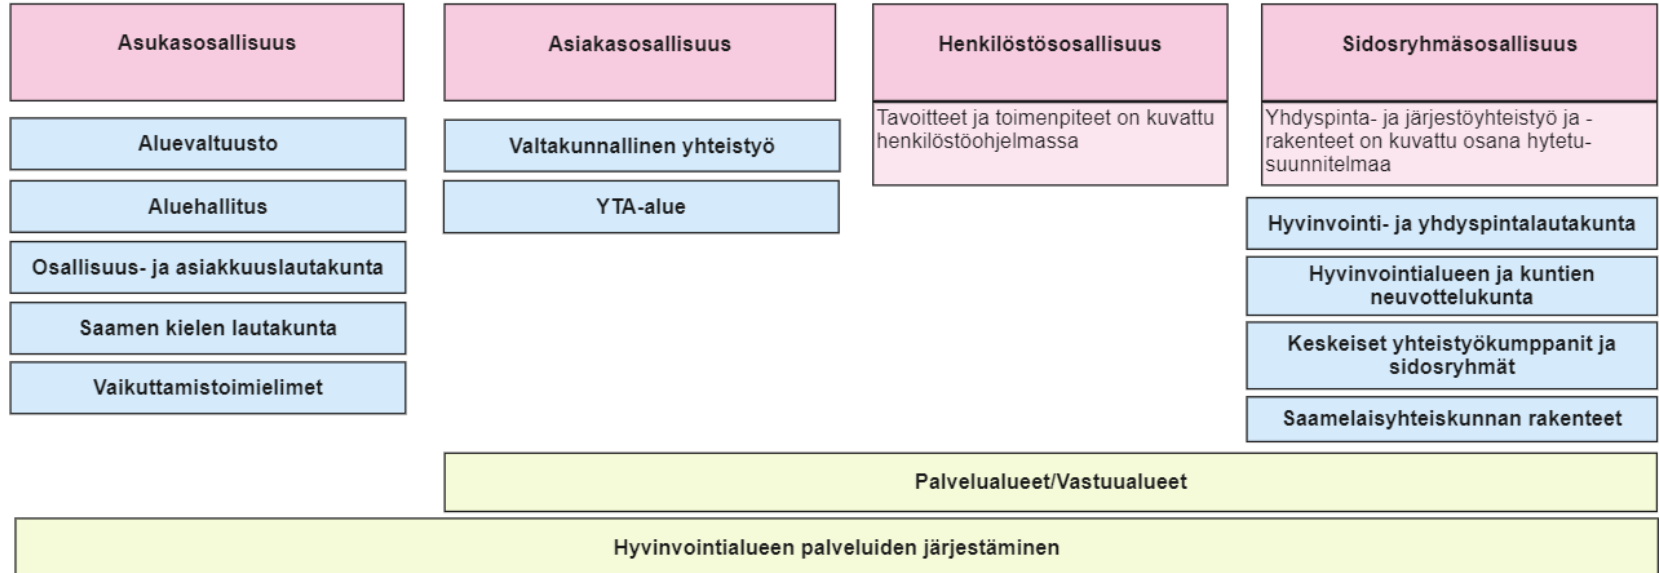 Asukasosallisuus
Aluevaltuusto
Aluehallitus
Osallisuus- ja asiakkuuslautakunta
Saamen kielen lautakunta
Vaikuttamistoimielimet
Asiakasosallisuus
Valtakunnallinen yhteistyö
YTA-alue
Henkilöstösosallisuus
Tavoitteet ja toimenpiteet on kuvattu
henkilöstöohjelmassa
Sidosryhmäsosallisuus
Yhdyspinta- ja järjestöyhteistyö ja -
rakenteet on kuvattu osana hytetu-
suunnitelmaa
Hyvinvointi- ja yhdyspintalautakunta
Hyvinvointialueen ja kuntien
neuvottelukunta
Keskeiset yhteistyökumppanit ja
sidosryhmät
Saamelaisyhteiskunnan rakenteet
Palvelualueet/Vastuualueet
Hyvinvointialueen palveluiden järjestäminen